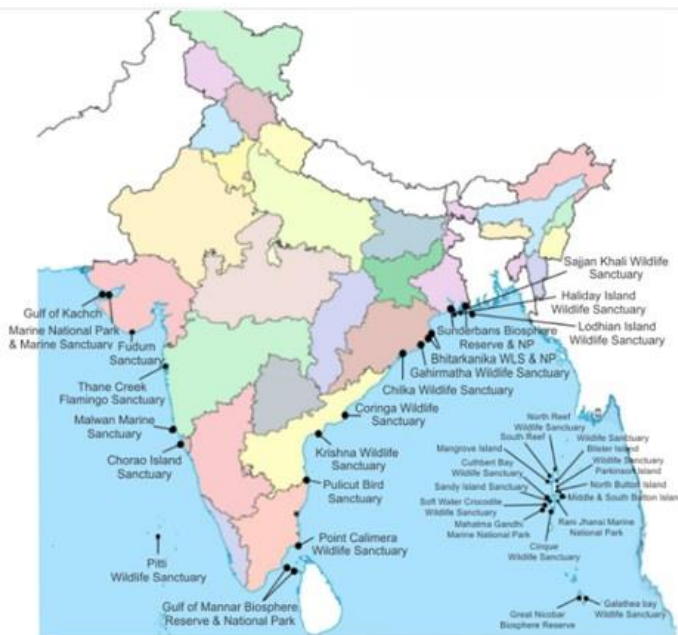 Sajjan Khali Wildlife
Sanctuary
Haliday Island
Wildlife Sanctuary
Lodhian Island
Wildlife Sanctuary
Sunderbans Biosphere
Reserve & NP
Bhitarkanika WLS & NP
Gahirmatha Wildlife Sanctuary
Chilka Wildlife Sanctuary
Gulf of Kachch
Marine National Park
& Marine Sanctuary
Fudum
Sanctuary
Thane Creek
Flamingo Sanctuary
Malwan Marine
Sanctuary
Chorao Island
Sanctuary
Coringa Wildlife
Sanctuary
Krishna Wildlife
Sanctuary
Pulicut Bird
Sanctuary
Point Calimera
Wildlife Sanctuary
Pitti
Wildlife Sanctuary
Gulf of Mannar Biosphere
Reserve & National Park
North Reef
Wildlife Sanctuary
South Reef
Mangrove Island
Cuthbert Bay
Wildlife Sanctuary
Sandy Island Sanctuary
Soft Water Crocodite
Wildlife Sanctuary
Mahatma Gandhi
Marine National Park
Cinque
Wildlife Sanctuary
Wildlife Sanctuary
Blister Island
Wildlife Sanctuary
Parkinson Island
North Button Island
Middle & South Button Islan
Rani Jhansi Marine
National Park
Great Nicobar
Biosphere Reserve
Galathea bay
Wildlife Sanctuary